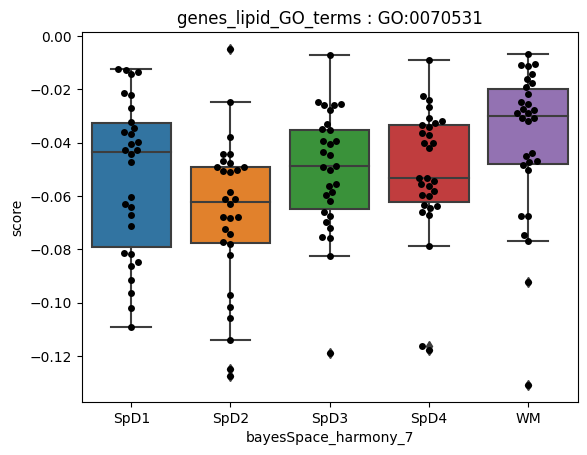 genes_lipid_GO_terms : GO:0070531
0.00
−0.02
−0.04
−0.06
−0.08
−0.10
−0.12
score
SpD1 SpD2 SpD3 SpD4 WM
bayesSpace_harmony_7